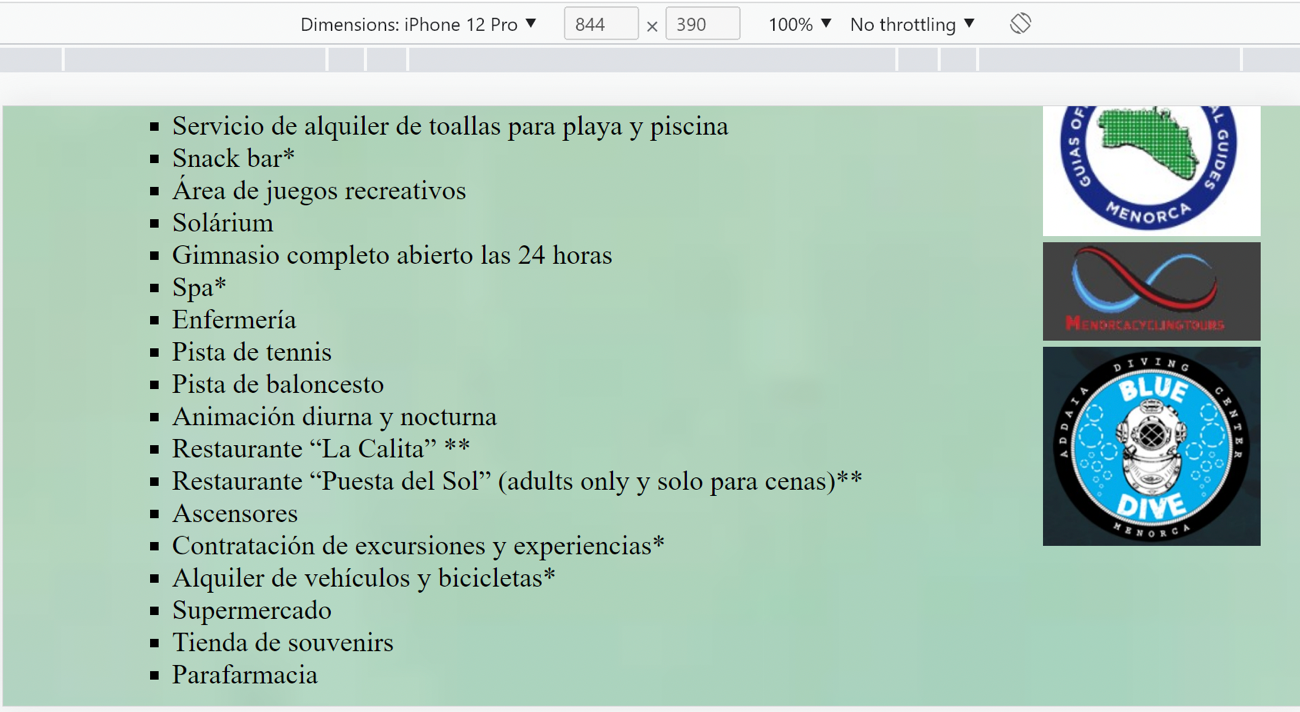 Dimensions: iPhone 12 Pro ▼ 844 × 390 100% ▼ No throttling ▼
Servicio de alquiler de toallas para playa y piscina
Snack bar*
Área de juegos recreativos
Solárium
Gimnasio completo abierto las 24 horas
Spa*
Enfermería
Pista de tennis
Pista de baloncesto
Animación diurna y nocturna
Restaurante “La Calita” **
Restaurante “Puesta del Sol” (adults only y solo para cenas)**
Ascensores
Contratación de excursiones y experiencias*
Alquiler de vehículos y bicicletas*
Supermercado
Tienda de souvenirs
Parafarmacia
GUIAS OF
AL GUIDES
MENORCA
MENORCACYCLINGTOURS
ADDAIA DIVING CENTER
BLUE
DIVE
MENORCA